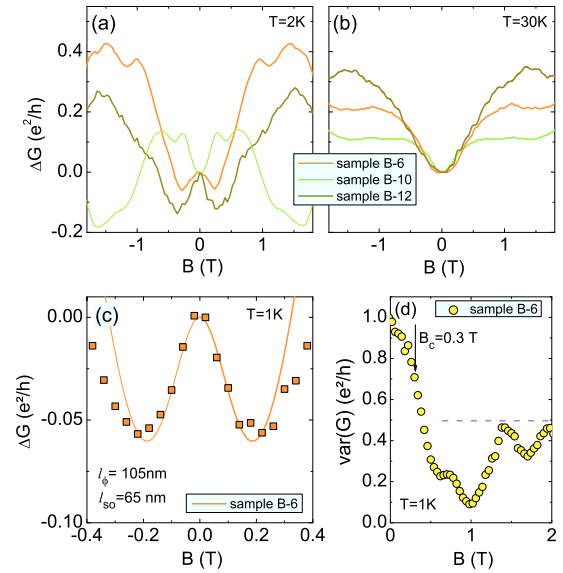 (a)
T=2K
(b)
T=30K
0.4
0.2
0.0
-0.2
ΔG (e²/h)
-1
0
1
B (T)
-1
0
1
B (T)
sample B-6
sample B-10
sample B-12
(c)
T=1K
0.00
-0.05
-0.10
ΔG (e²/h)
lϕ= 105nm
lso=65 nm
sample B-6
-0.4
-0.2
0.0
0.2
0.4
B (T)
(d)
sample B-6
Bc=0.3 T
1.0
0.8
0.6
0.4
0.2
0.0
var(G) (e²/h)
T=1K
0
1
2
B (T)